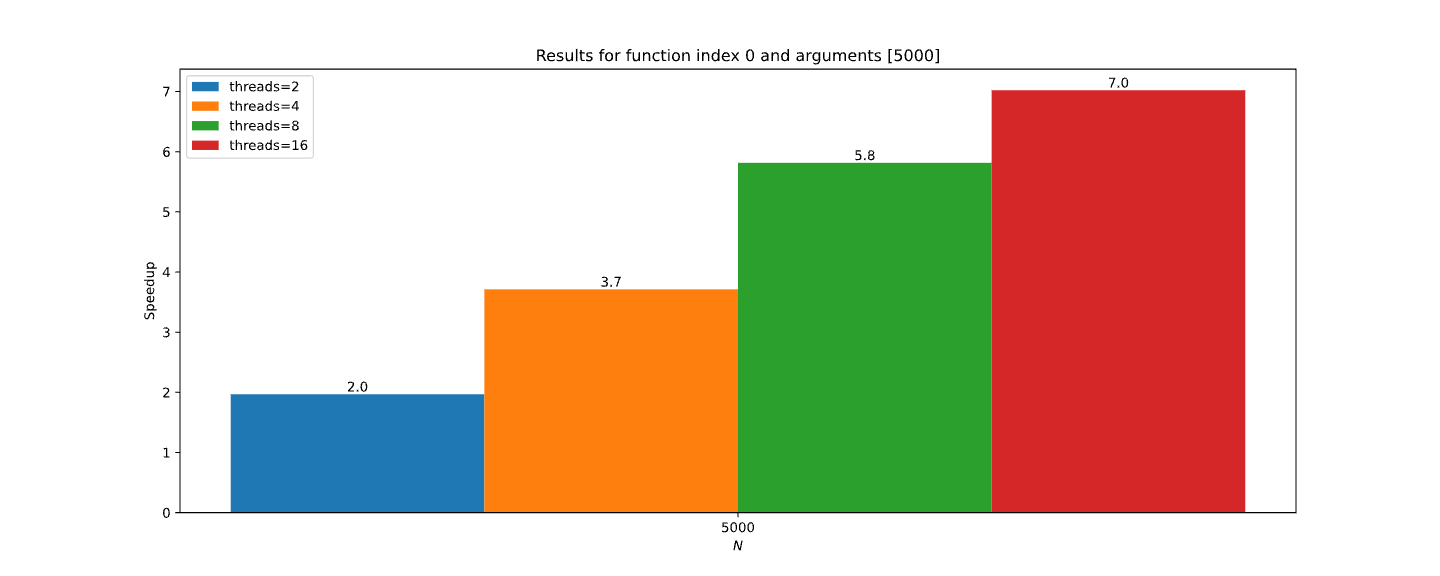 Results for function index 0 and arguments [5000]
threads=2
threads=4
threads=8
threads=16
Speedup
7
6
5
4
3
2
1
0
2.0
3.7
5.8
7.0
5000
N